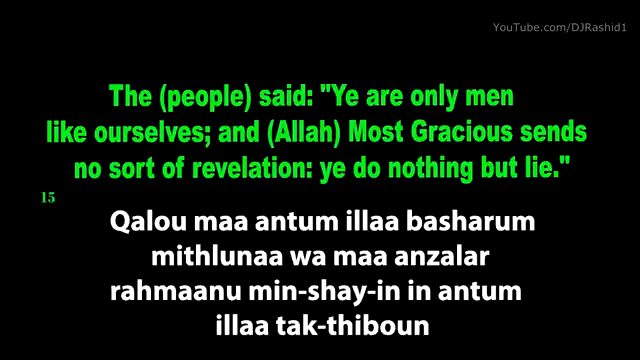 YouTube.com/DJRashid1
The (people) said: "Ye are only men
like ourselves; and (Allah) Most Gracious sends
no sort of revelation: ye do nothing but lie."
15
Qalou maa antum illaa basharum
mithlunaa wa maa anzalar
rahmaanu min-shay-in in antum
illaa tak-thiboun